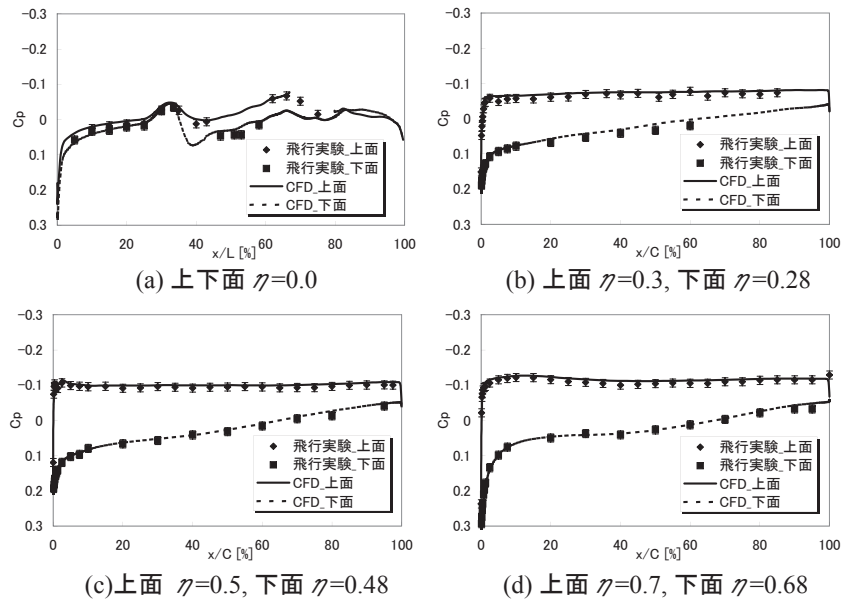 -0.3
-0.2
-0.1
0
0.1
0.2
0.3
Cp
0 20 40 60 80 100
x/L [%]
飛行実験_上面
飛行実験_下面
CFD_上面
CFD_下面
(a) 上下面 η=0.0
-0.3
-0.2
-0.1
0
0.1
0.2
0.3
Cp
0 20 40 60 80 100
x/C [%]
飛行実験_上面
飛行実験_下面
CFD_上面
CFD_下面
(b) 上面 η=0.3, 下面 η=0.28
-0.3
-0.2
-0.1
0
0.1
0.2
0.3
Cp
0 20 40 60 80 100
x/C [%]
飛行実験_上面
飛行実験_下面
CFD_上面
CFD_下面
(c)上面 η=0.5, 下面 η=0.48
-0.3
-0.2
-0.1
0
0.1
0.2
0.3
Cp
0 20 40 60 80 100
x/C [%]
飛行実験_上面
飛行実験_下面
CFD_上面
CFD_下面
(d) 上面 η=0.7, 下面 η=0.68